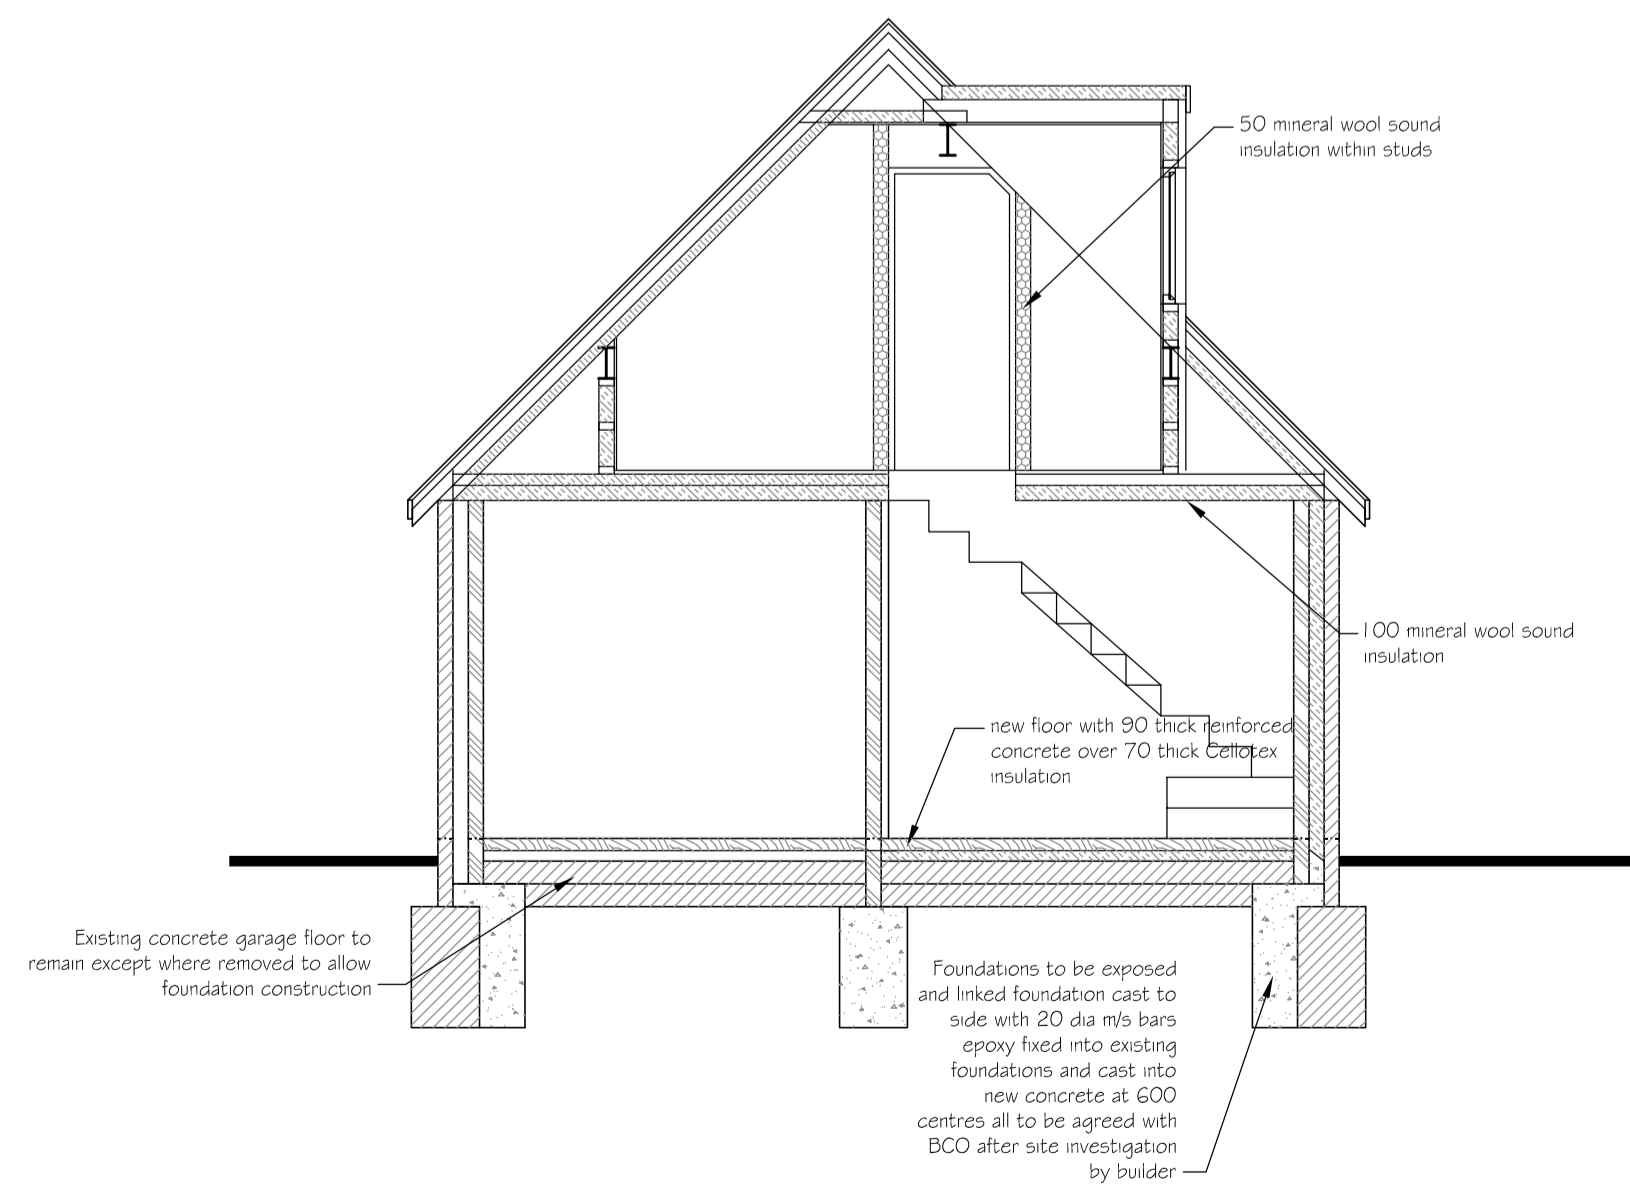 50 mineral wool sound
insulation within studs
100 mineral wool sound
insulation
new floor with 90 thick reinforced
concrete over 70 thick Cellotex
insulation
Existing concrete garage floor to
remain except where removed to allow
foundation construction
Foundations to be exposed
and linked foundation cast to
side with 20 dia m/s bars
epoxy fixed into existing
foundations and cast into
new concrete at 600
centres all to be agreed with
BCO after site investigation
by builder